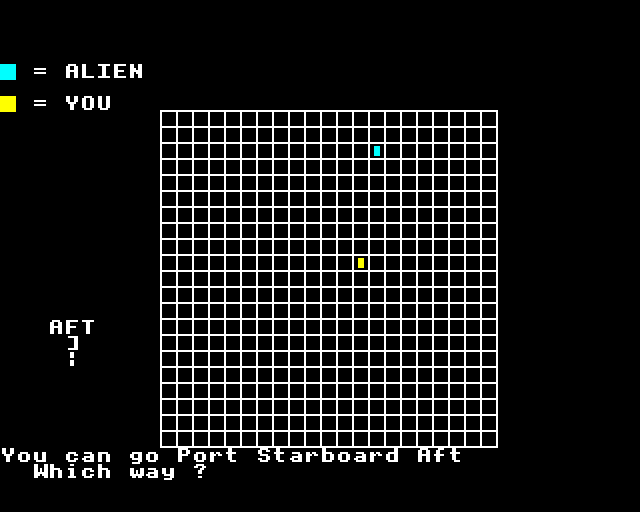 = ALIEN
= YOU
AFT
]
¦
You can go Port Starboard Aft
Which way ?